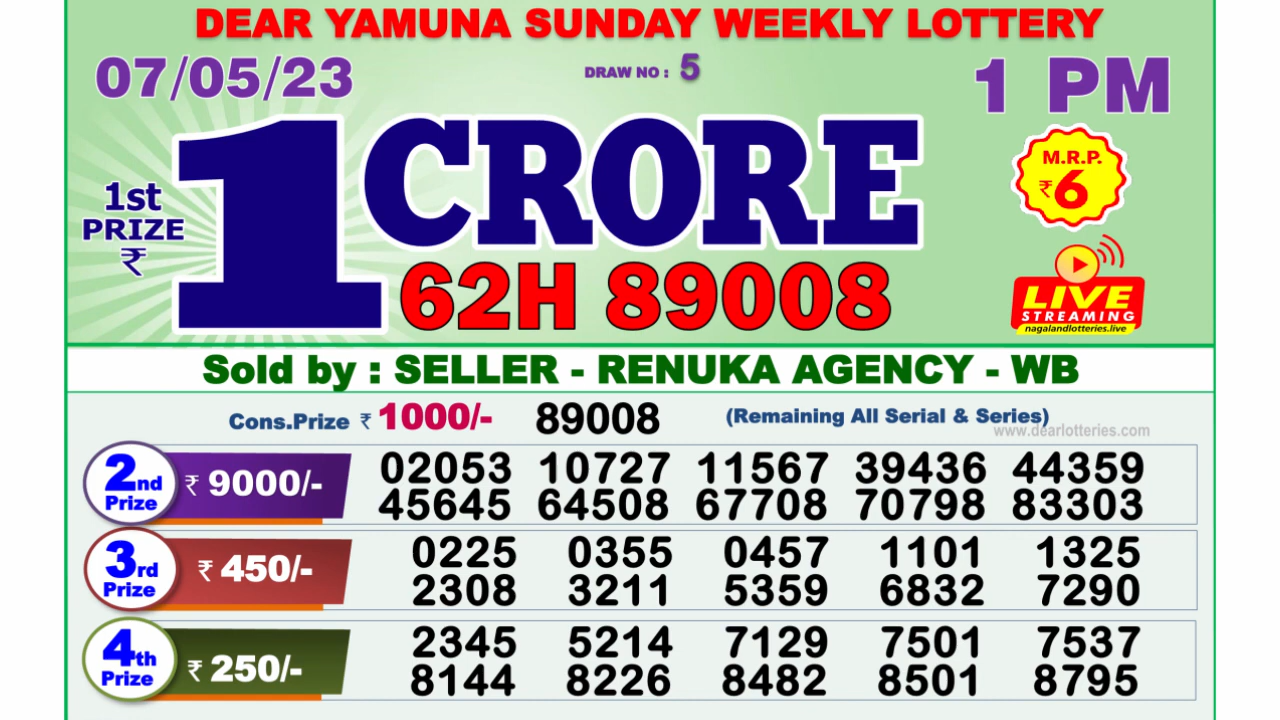 DEAR YAMUNA SUNDAY WEEKLY LOTTERY
07/05/23
DRAW NO : 5
1 PM
1st
PRIZE
₹
1 CRORE
62H 89008
M.R.P.
₹6
LIVE
STREAMING
nagalandlotteries.live
Sold by : SELLER - RENUKA AGENCY - WB
Cons.Prize ₹ 1000/- 89008 (Remaining All Serial & Series)
www.dearlotteries.com
2nd
Prize
₹ 9000/-
02053 10727 11567 39436 44359
45645 64508 67708 70798 83303
3rd
Prize
₹ 450/-
0225 0355 0457 1101 1325
2308 3211 5359 6832 7290
4th
Prize
₹ 250/-
2345 5214 7129 7501 7537
8144 8226 8482 8501 8795